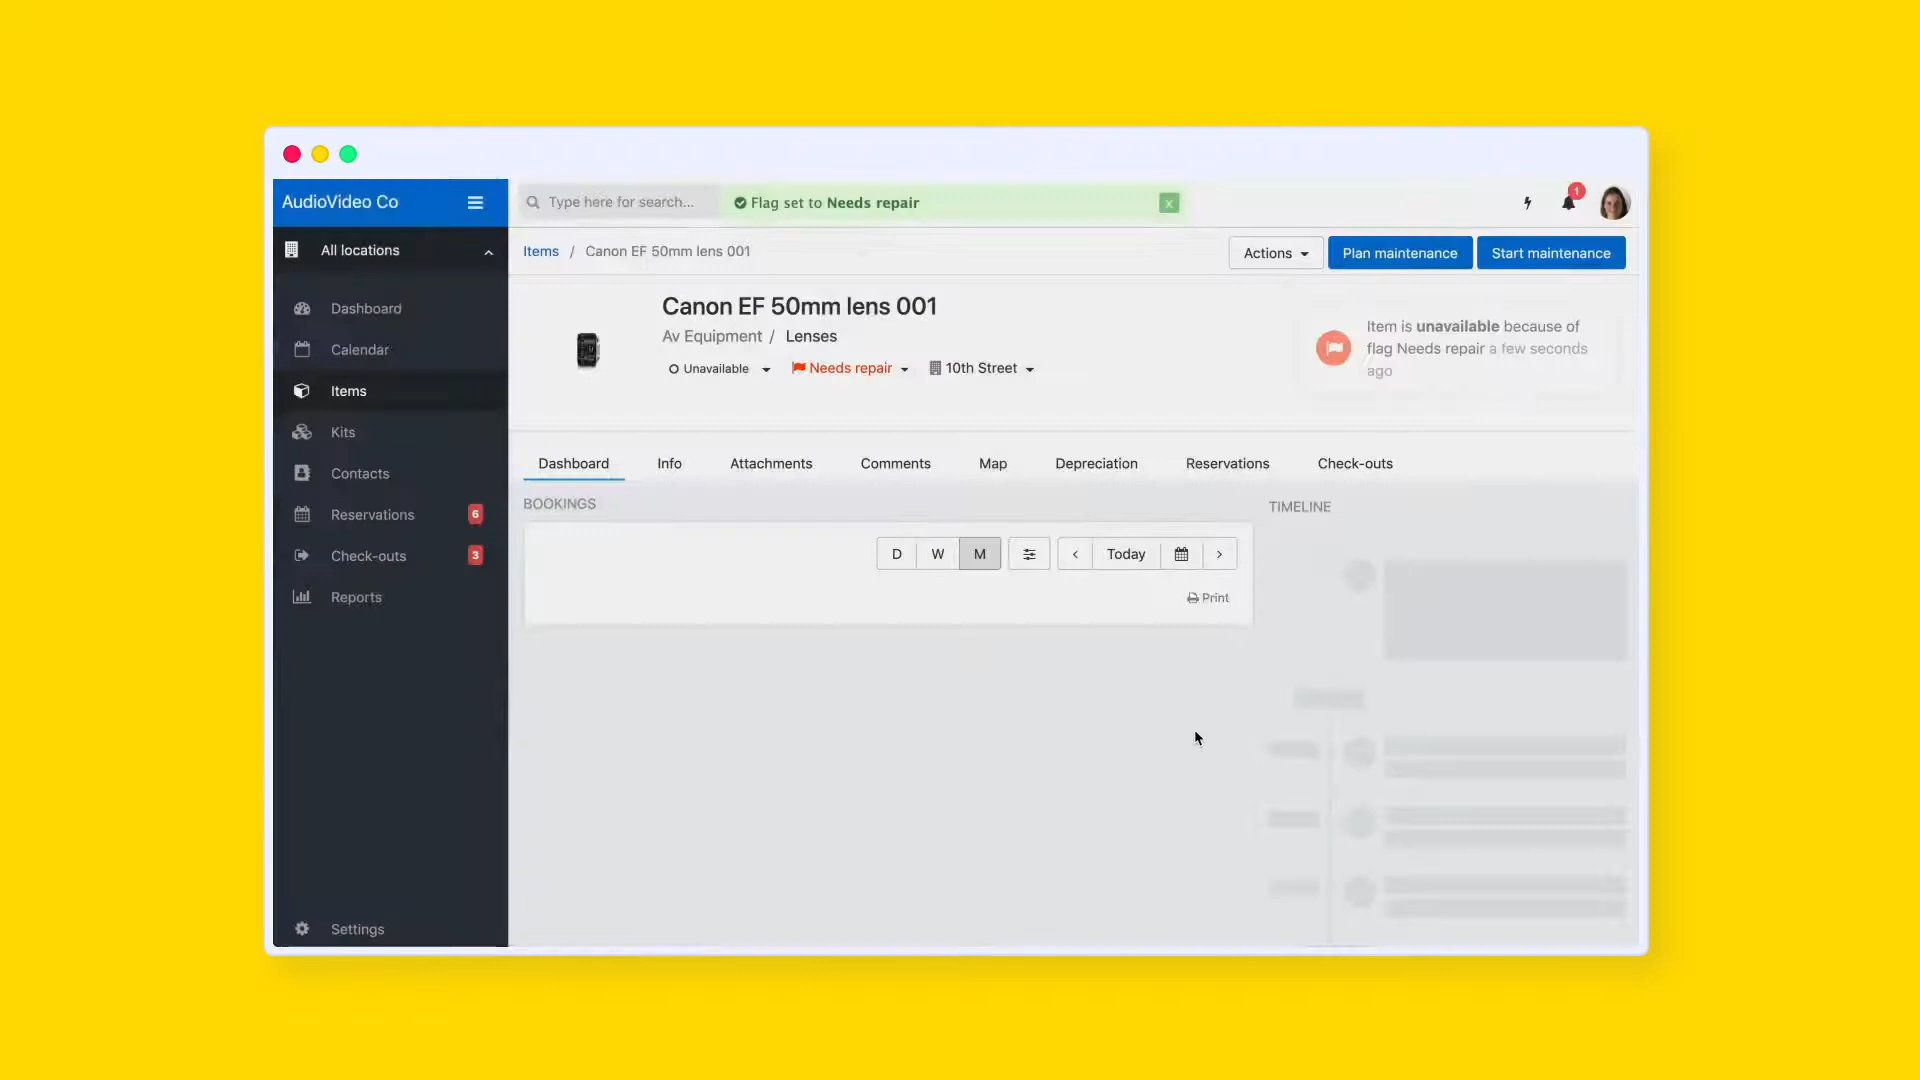 AudioVideo Co
Type here for search...
Flag set to Needs repair
x
1
All locations
Items / Canon EF 50mm lens 001
Actions
Plan maintenance
Start maintenance
Dashboard
Calendar
Items
Kits
Contacts
Reservations 6
Check-outs 3
Reports
Settings
Canon EF 50mm lens 001
Av Equipment / Lenses
Unavailable
Needs repair
10th Street
Item is unavailable because of
flag Needs repair a few seconds
ago
Dashboard Info Attachments Comments Map Depreciation Reservations Check-outs
BOOKINGS
TIMELINE
D W M
Today
Print